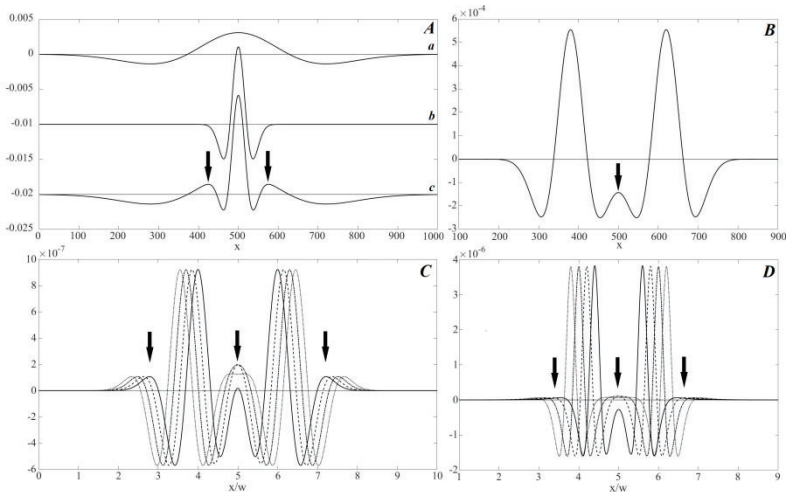 0.005
0
-0.005
-0.01
-0.015
-0.02
-0.025
0 100 200 300 400 500 600 700 800 900 1000
x
A
a
b
c
×10⁻⁴
6
5
4
3
2
1
0
-1
-2
-3
100 200 300 400 500 600 700 800 900
x
B
×10⁻⁷
10
8
6
4
2
0
-2
-4
-6
0 1 2 3 4 5 6 7 8 9 10
x/w
C
×10⁻⁶
4
3
2
1
0
-1
-2
1 2 3 4 5 6 7 8 9
x/w
D